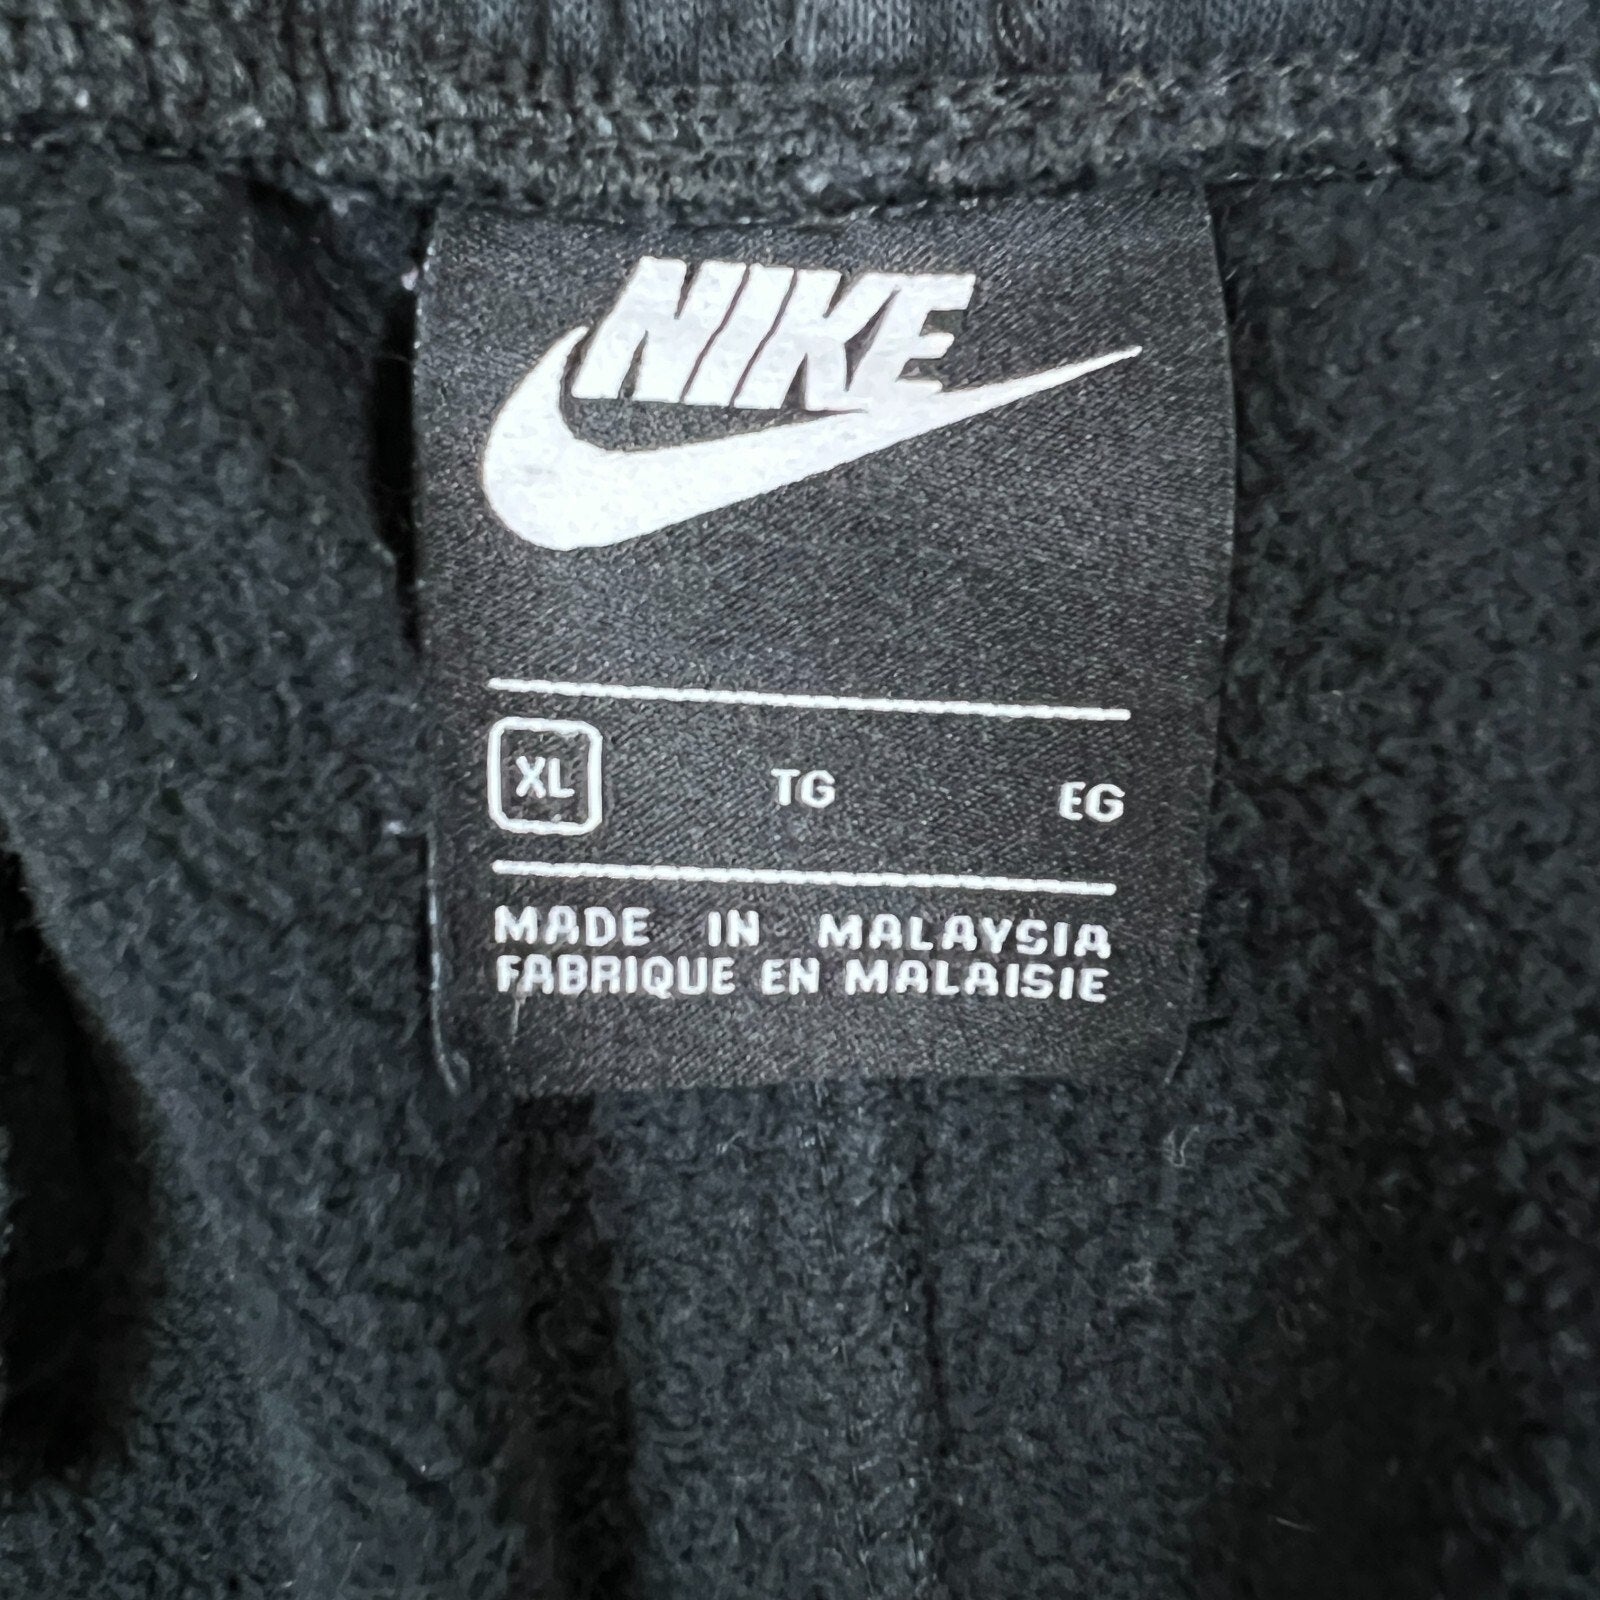 NIKE
XL TG EG
MADE IN MALAYSIA
FABRIQUE EN MALAISIE